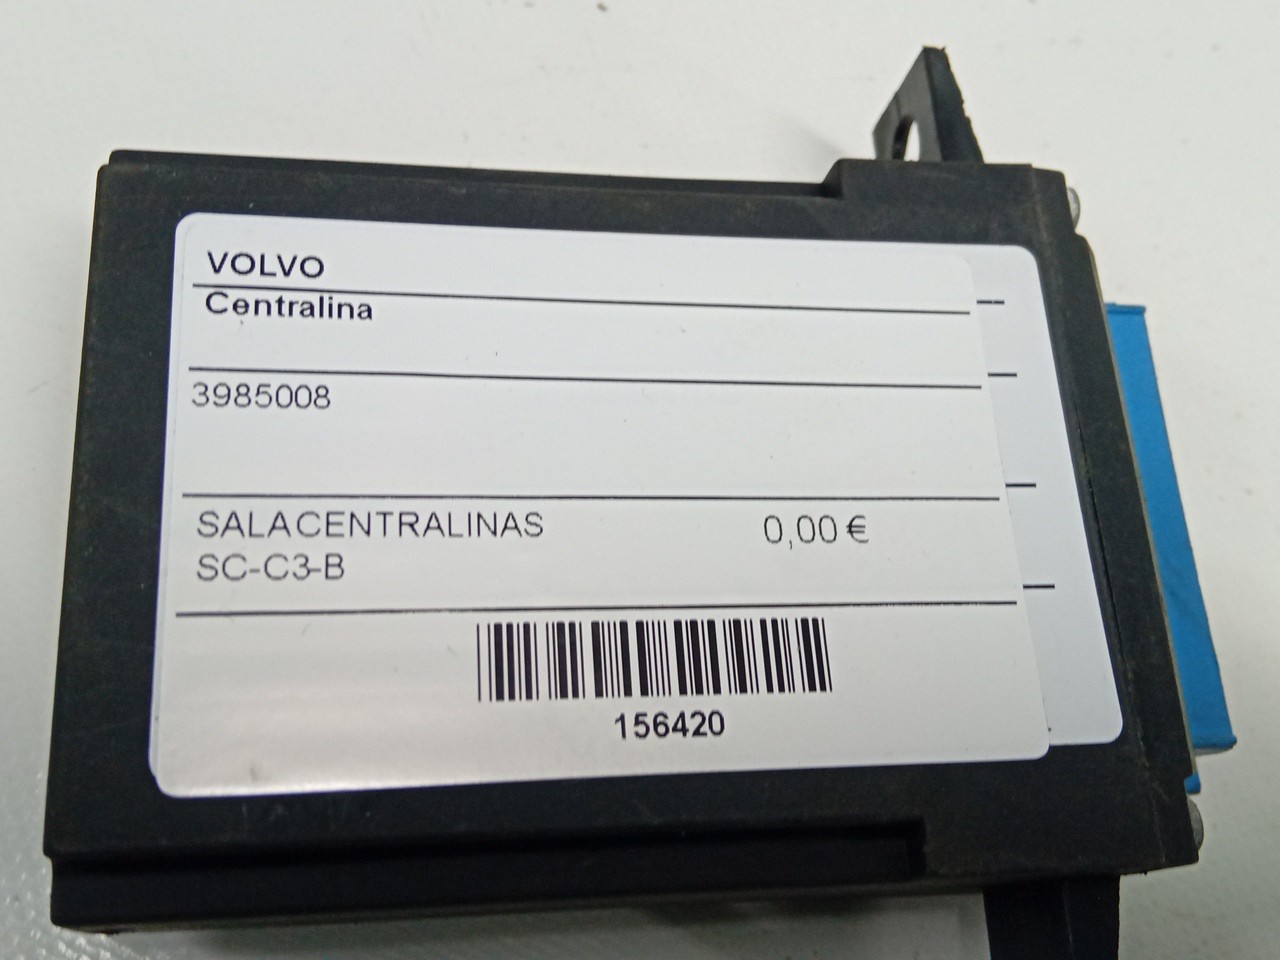 VOLVO
Centralina
3985008
SALACENTRALINAS 0,00 €
SC-C3-B
156420